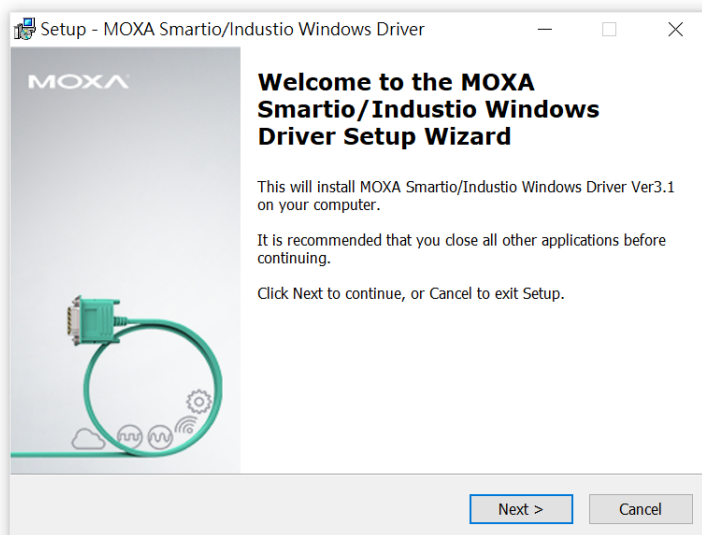 Setup - MOXA Smartio/Industio Windows Driver
MOXA
Welcome to the MOXA
Smartio/Industio Windows
Driver Setup Wizard
This will install MOXA Smartio/Industio Windows Driver Ver3.1
on your computer.
It is recommended that you close all other applications before
continuing.
Click Next to continue, or Cancel to exit Setup.
Next >
Cancel